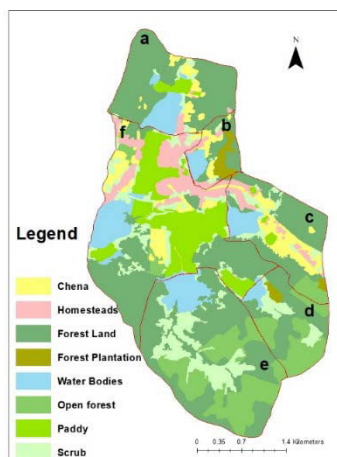 a
N
f
b
c
Legend
Chena
Homesteads
Forest Land
Forest Plantation
Water Bodies
Open forest
Paddy
Scrub
d
e
0 0.35 0.7 1.4 Kilometers